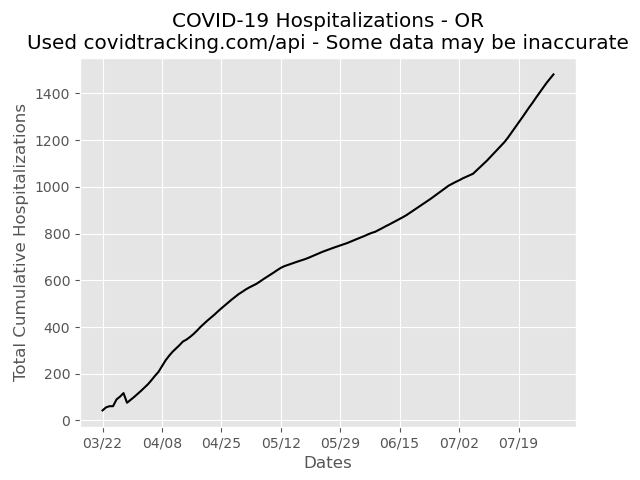 COVID-19 Hospitalizations - OR
Used covidtracking.com/api - Some data may be inaccurate
Total Cumulative Hospitalizations
1400
1200
1000
800
600
400
200
0
03/22 04/08 04/25 05/12 05/29 06/15 07/02 07/19
Dates